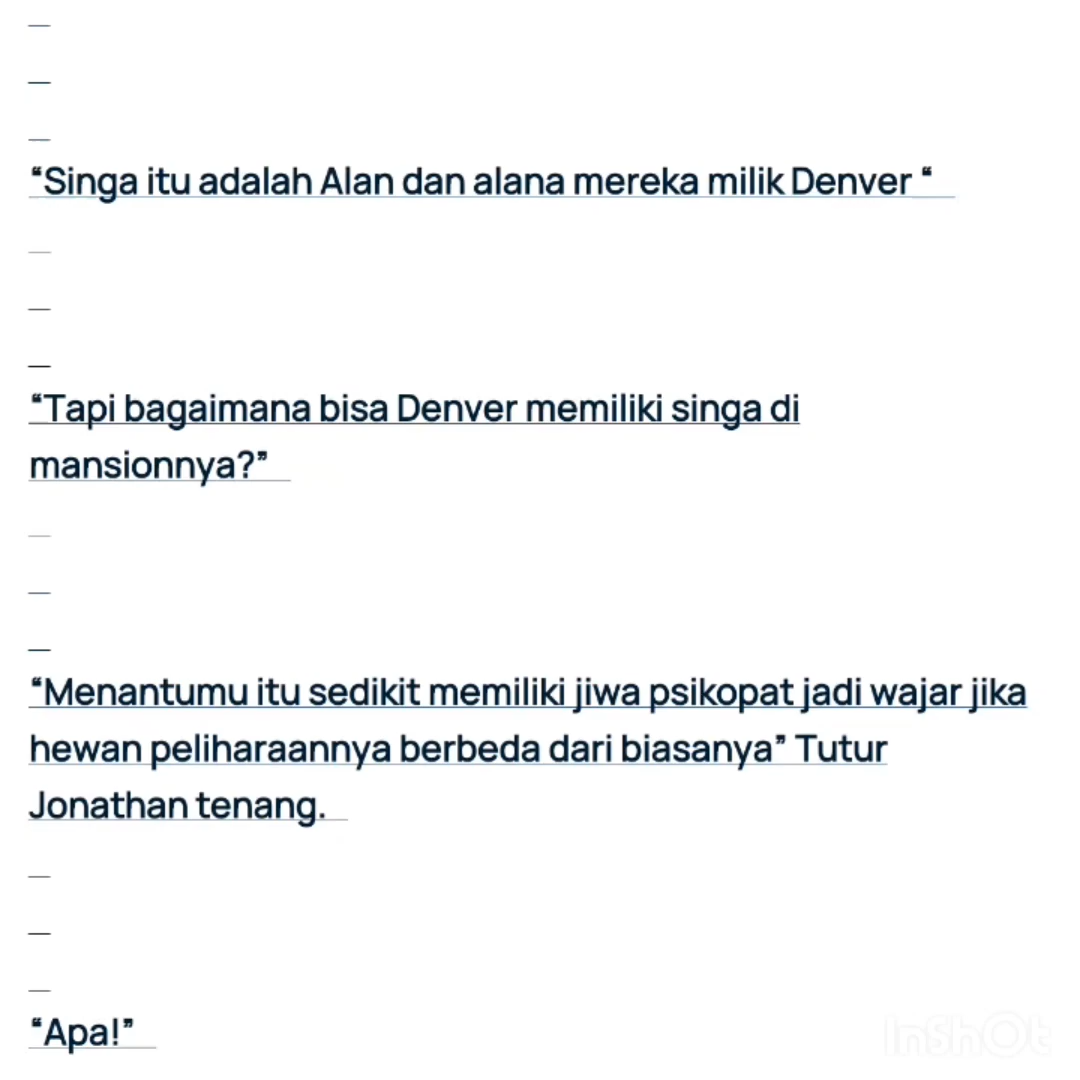 “Singa itu adalah Alan dan alana mereka milik Denver “
“Tapi bagaimana bisa Denver memiliki singa di
mansionnya?”
“Menantumu itu sedikit memiliki jiwa psikopat jadi wajar jika
hewan peliharaannya berbeda dari biasanya” Tutur
Jonathan tenang.
“Apa!”
InShOt